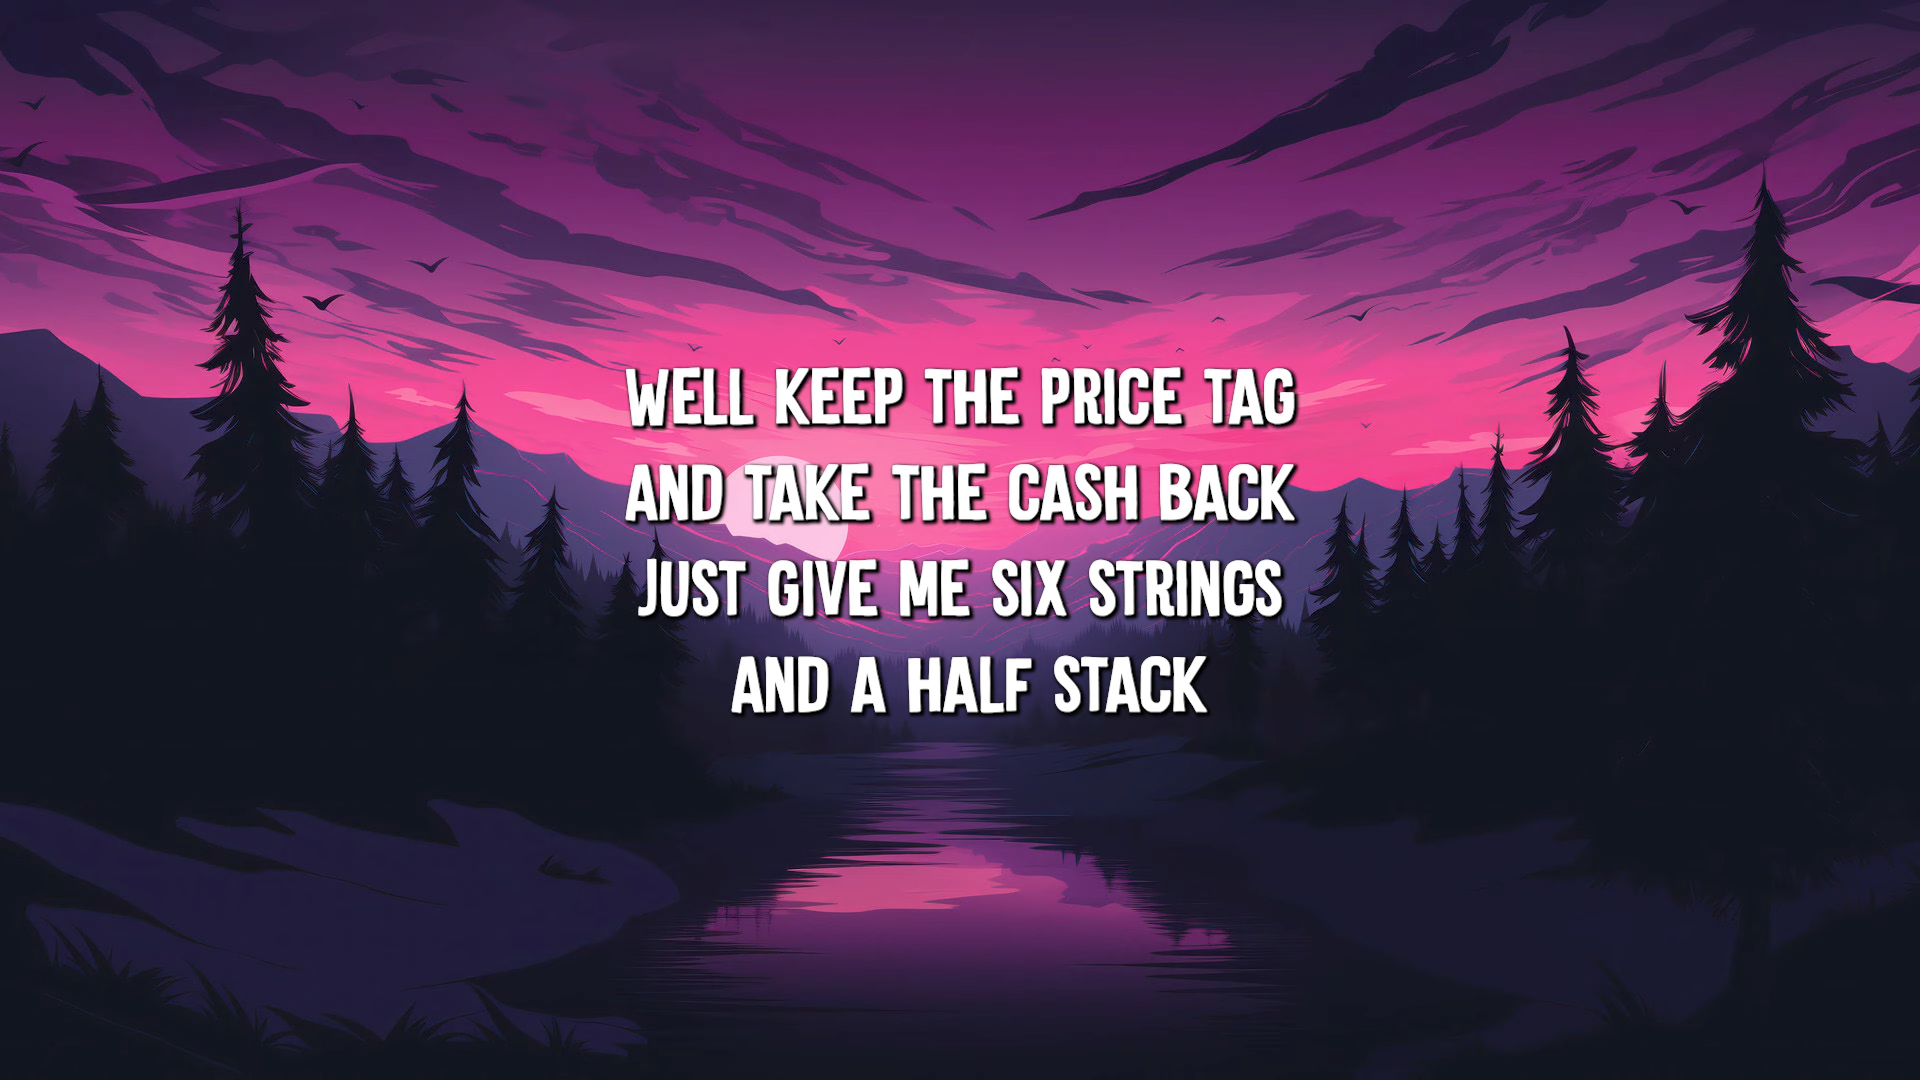 WELL KEEP THE PRICE TAG
AND TAKE THE CASH BACK
JUST GIVE ME SIX STRINGS
AND A HALF STACK